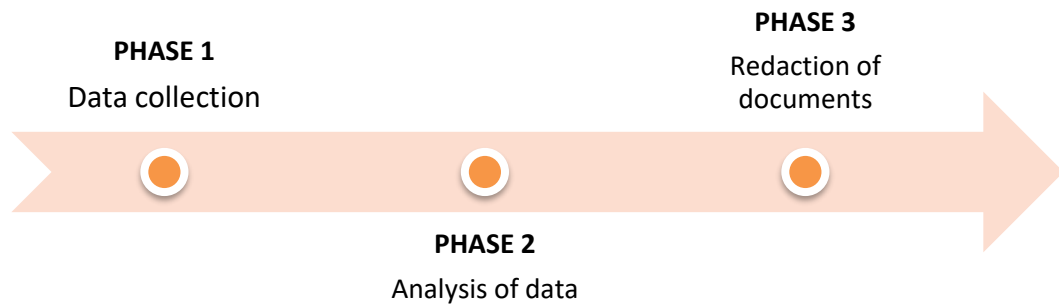 PHASE 1
Data collection
PHASE 2
Analysis of data
PHASE 3
Redaction of
documents